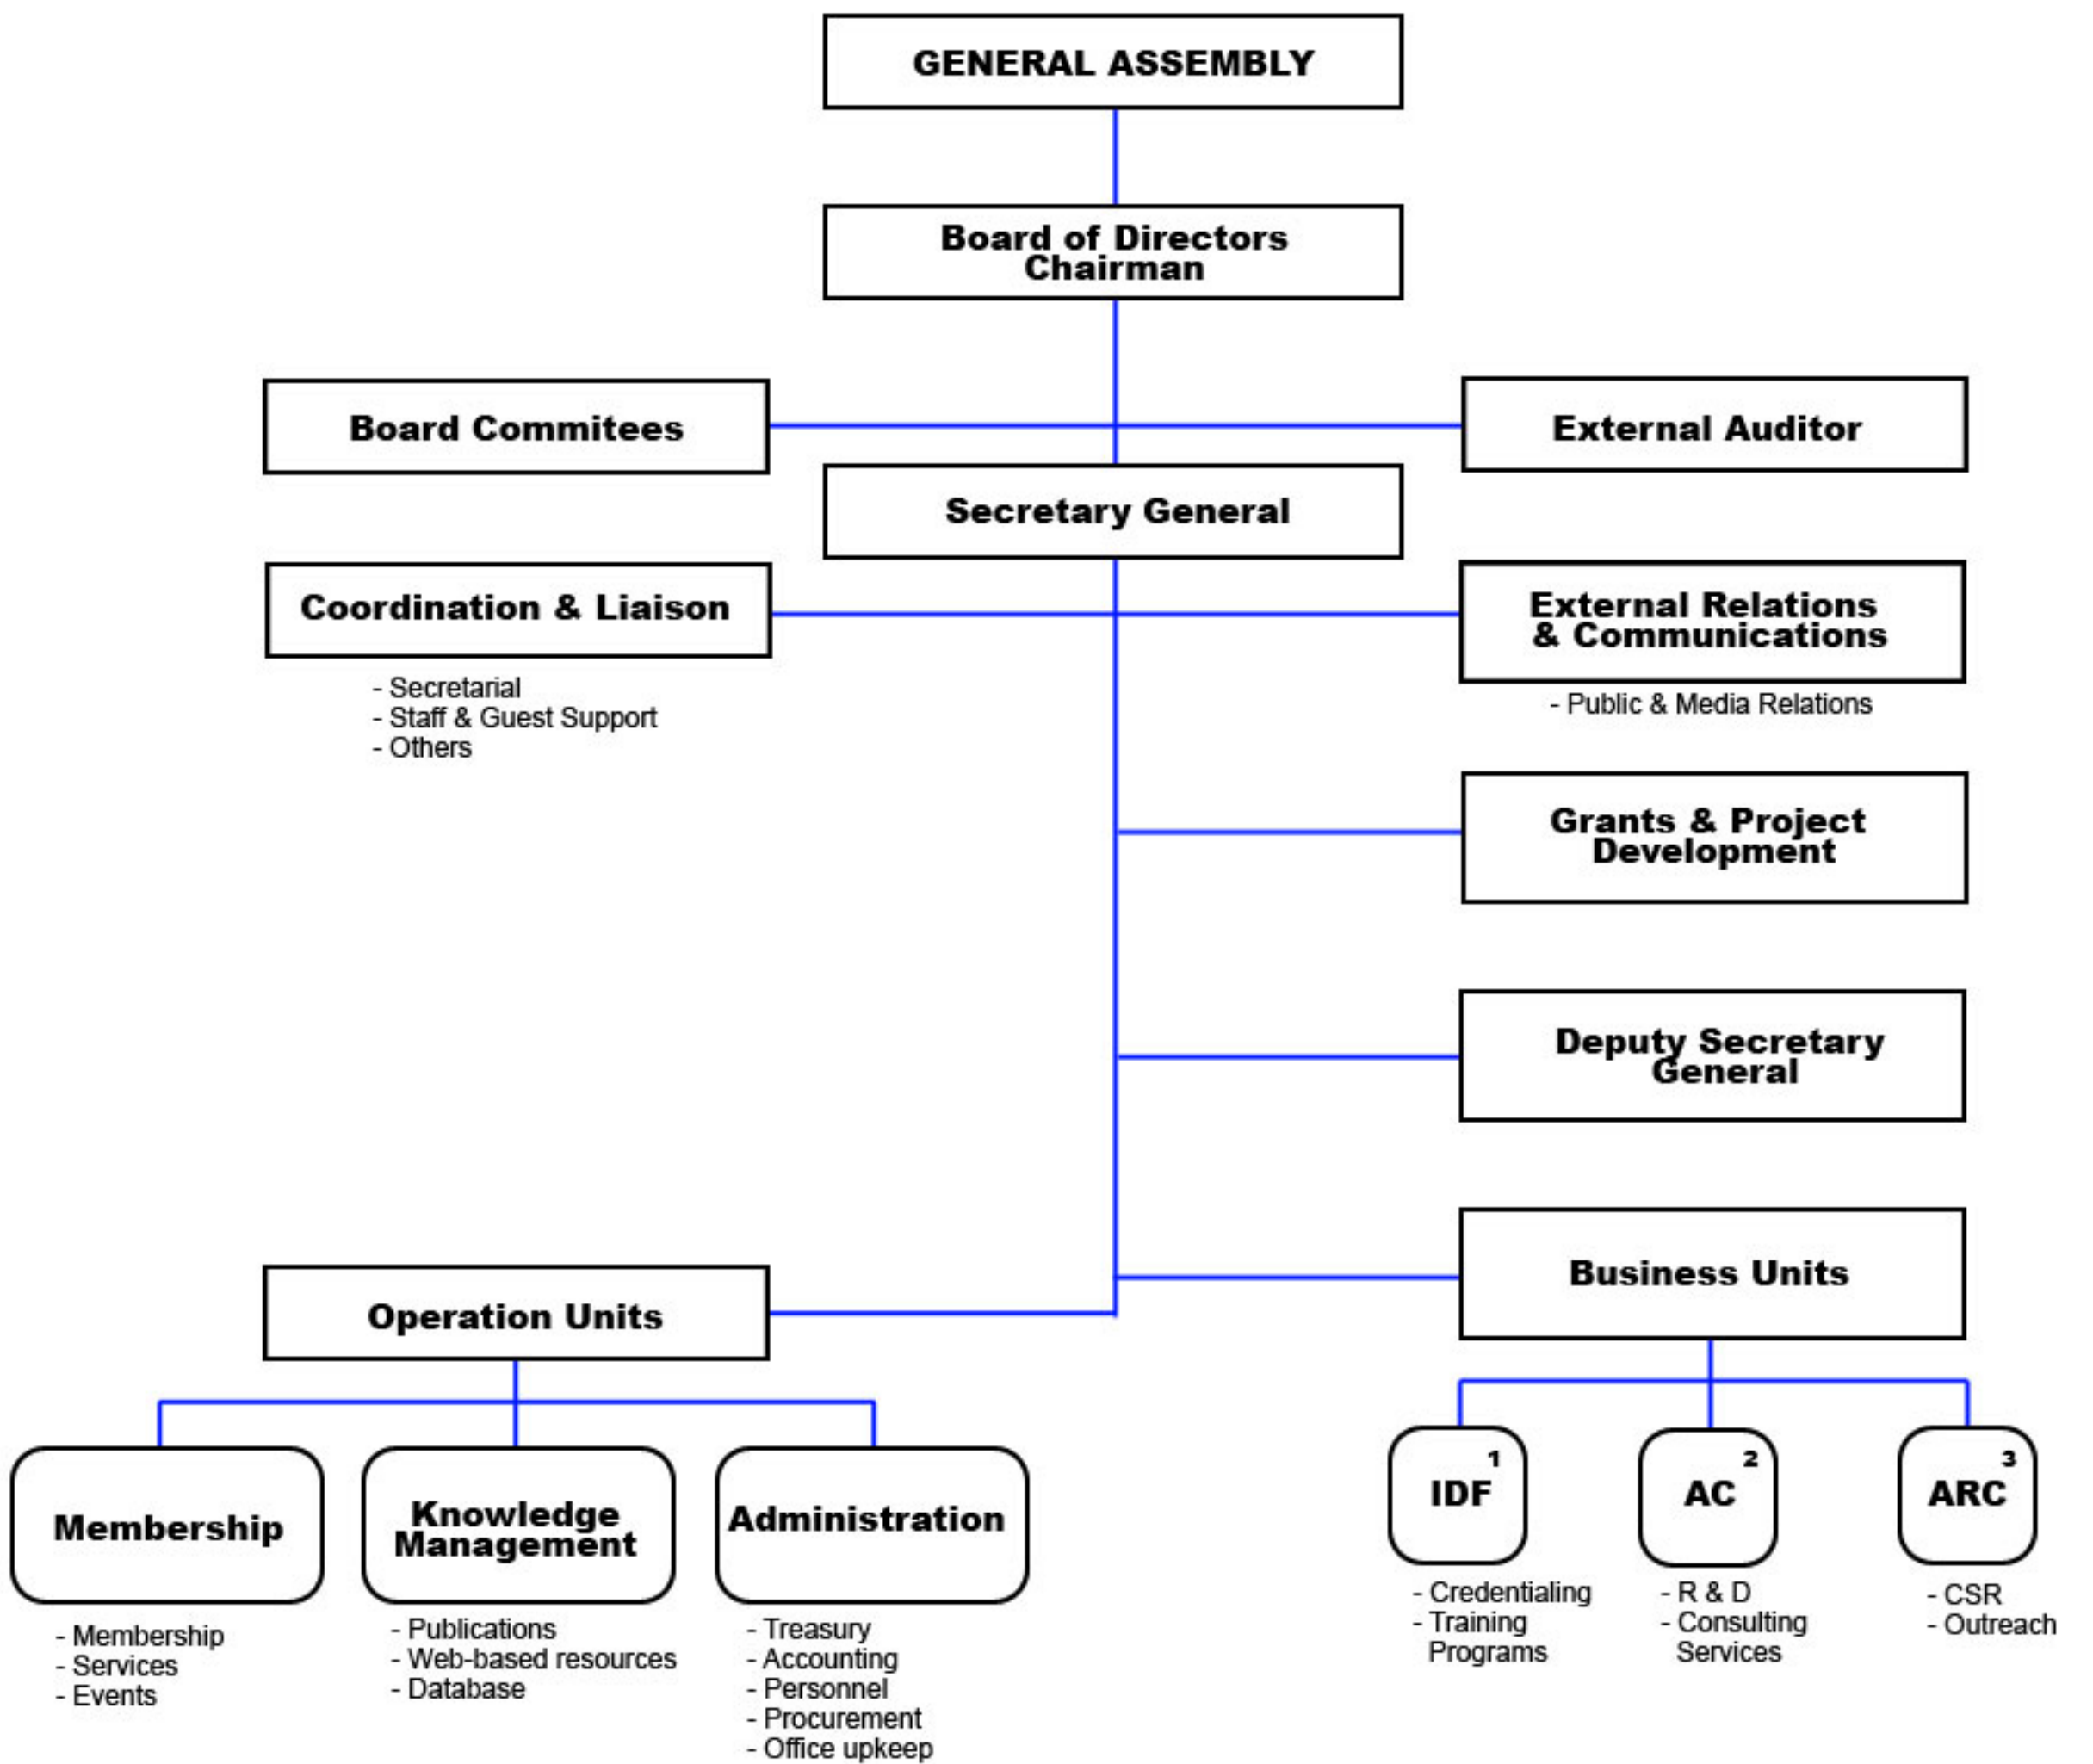 GENERAL ASSEMBLY
Board of Directors
Chairman
Board Commitees
External Auditor
Secretary General
Coordination & Liaison
- Secretarial
- Staff & Guest Support
- Others
External Relations
& Communications
- Public & Media Relations
Grants & Project
Development
Deputy Secretary
General
Business Units
Operation Units
Membership
- Membership
- Services
- Events
Knowledge
Management
- Publications
- Web-based resources
- Database
Administration
- Treasury
- Accounting
- Personnel
- Procurement
- Office upkeep
IDF 1
- Credentialing
- Training
Programs
AC 2
- R & D
- Consulting
Services
ARC 3
- CSR
- Outreach